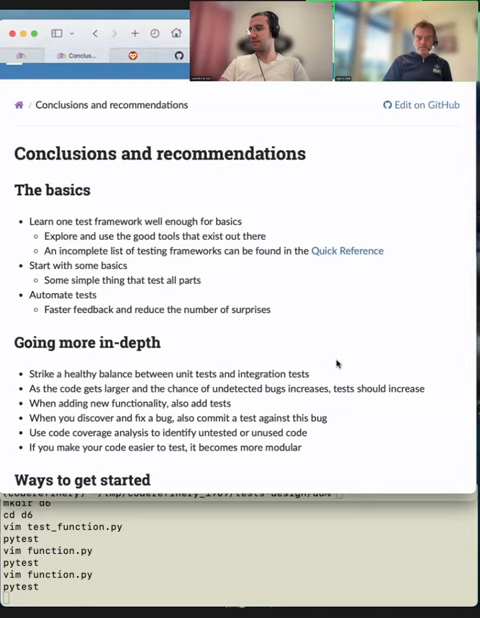 Conclus...
/ Conclusions and recommendations
Edit on GitHub
Conclusions and recommendations
The basics
• Learn one test framework well enough for basics
◦ Explore and use the good tools that exist out there
◦ An incomplete list of testing frameworks can be found in the Quick Reference
• Start with some basics
◦ Some simple thing that test all parts
• Automate tests
◦ Faster feedback and reduce the number of surprises
Going more in-depth
• Strike a healthy balance between unit tests and integration tests
• As the code gets larger and the chance of undetected bugs increases, tests should increase
• When adding new functionality, also add tests
• When you discover and fix a bug, also commit a test against this bug
• Use code coverage analysis to identify untested or unused code
• If you make your code easier to test, it becomes more modular
Ways to get started
mkdir d6
cd d6
vim test_function.py
pytest
vim function.py
pytest
vim function.py
pytest